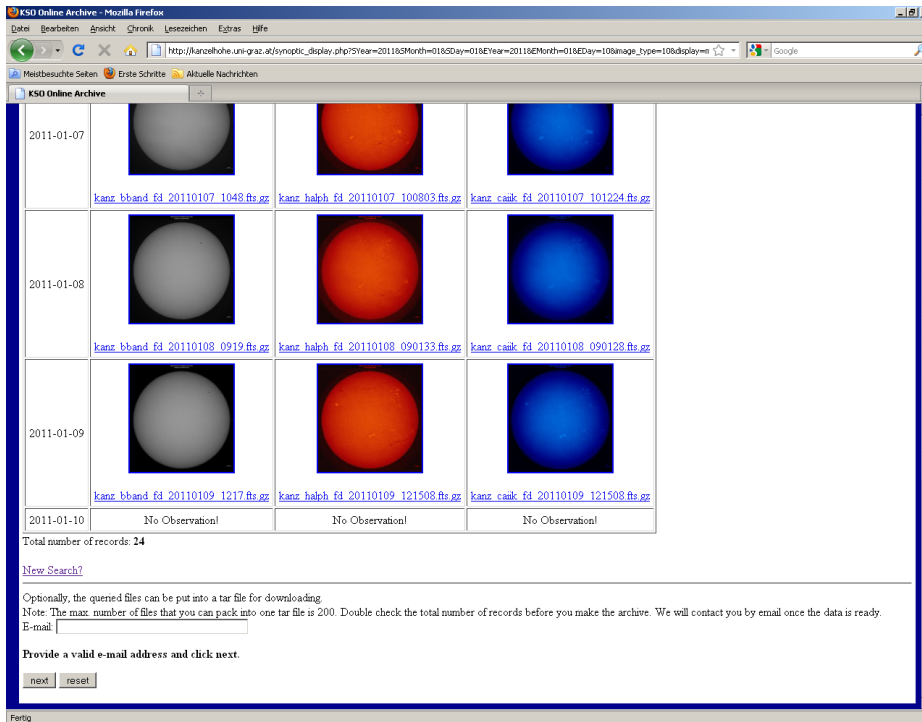 KSO Online Archive - Mozilla Firefox
Datei Bearbeiten Ansicht Chronik Lesezeichen Extras Hilfe
http://kanzelhohe.uni-graz.at/synoptic_display.php?SYear=2011&SMonth=01&SDay=01&EYear=2011&EMonth=01&EDay=10&image_type=10&display=r
Google
Meistbesuchte Seiten Erste Schritte Aktuelle Nachrichten
KSO Online Archive
2011-01-07
kanz_bband_fd_20110107_1048.fts.gz kanz_halph_fd_20110107_100803.fts.gz kanz_caiik_fd_20110107_101224.fts.gz
2011-01-08
kanz_bband_fd_20110108_0919.fts.gz kanz_halph_fd_20110108_090133.fts.gz kanz_caiik_fd_20110108_090128.fts.gz
2011-01-09
kanz_bband_fd_20110109_1217.fts.gz kanz_halph_fd_20110109_121508.fts.gz kanz_caiik_fd_20110109_121508.fts.gz
2011-01-10 No Observation! No Observation! No Observation!
Total number of records: 24
New Search?
Optionally, the queried files can be put into a tar file for downloading.
Note: The max. number of files that you can pack into one tar file is 200. Double check the total number of records before you make the archive. We will contact you by email once the data is ready.
E-mail:
Provide a valid e-mail address and click next.
next reset
Fertig